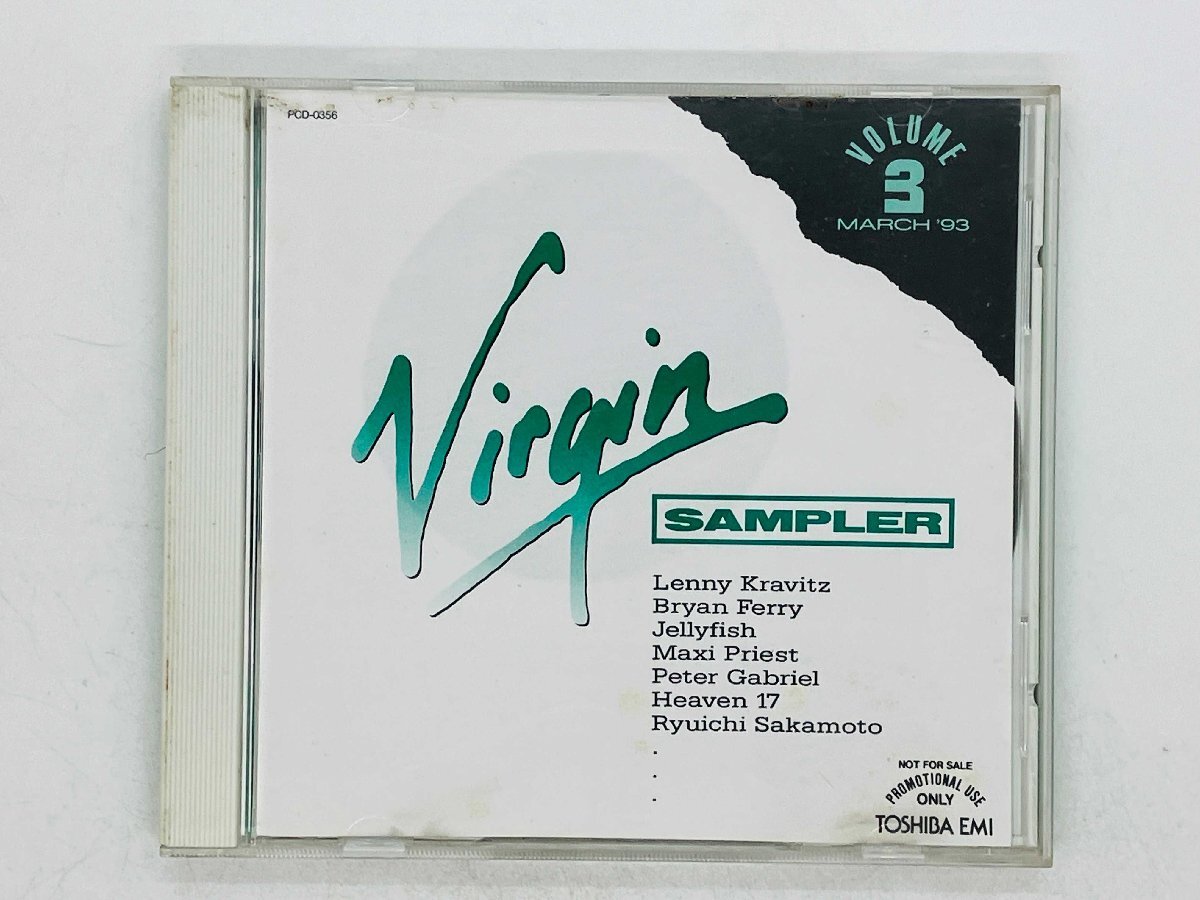 PCD-0356
VOLUME
3
MARCH '93
Virgin
SAMPLER
Lenny Kravitz
Bryan Ferry
Jellyfish
Maxi Priest
Peter Gabriel
Heaven 17
Ryuichi Sakamoto
.
.
.
NOT FOR SALE
PROMOTIONAL USE
ONLY
TOSHIBA EMI